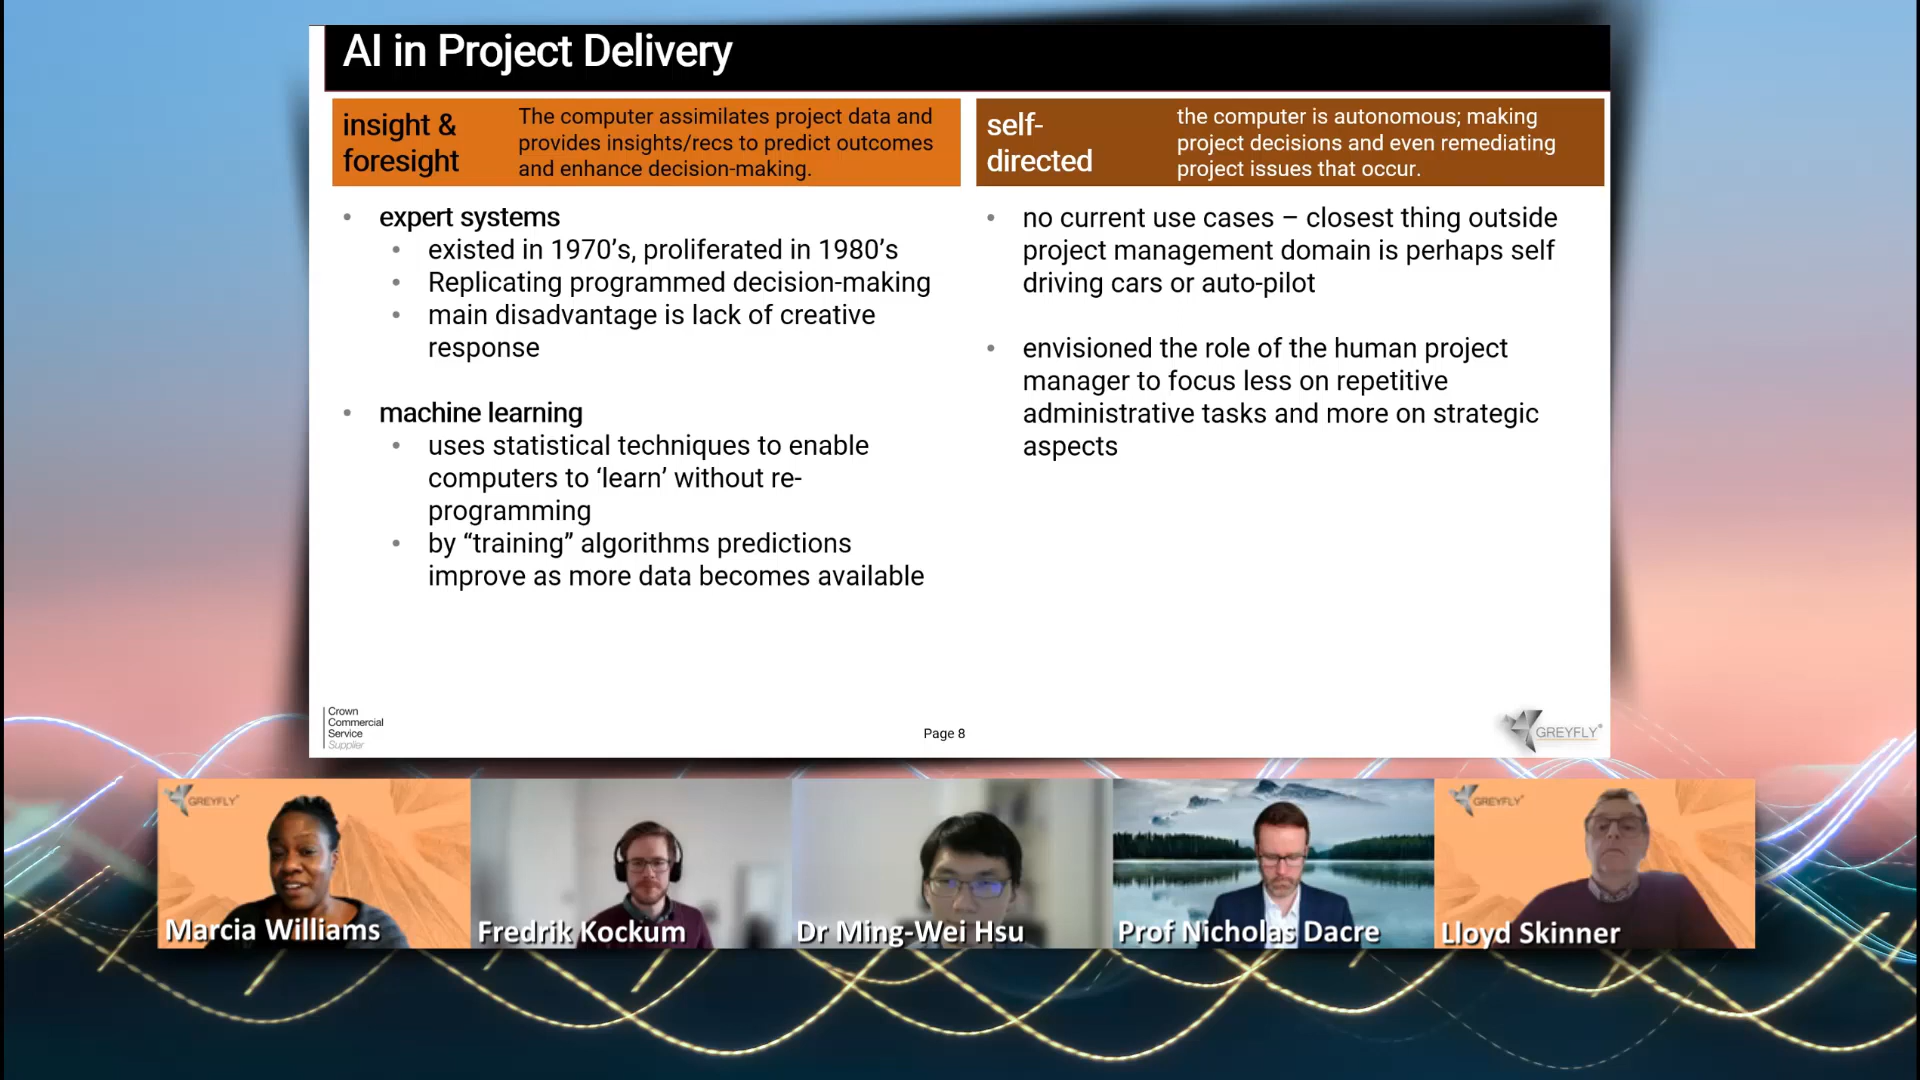 AI in Project Delivery
insight &
foresight
The computer assimilates project data and
provides insights/recs to predict outcomes
and enhance decision-making.
self-
directed
the computer is autonomous; making
project decisions and even remediating
project issues that occur.
• expert systems
• existed in 1970’s, proliferated in 1980’s
• Replicating programmed decision-making
• main disadvantage is lack of creative
response
• machine learning
• uses statistical techniques to enable
computers to ‘learn’ without re-
programming
• by “training” algorithms predictions
improve as more data becomes available
• no current use cases – closest thing outside
project management domain is perhaps self
driving cars or auto-pilot
• envisioned the role of the human project
manager to focus less on repetitive
administrative tasks and more on strategic
aspects
Crown
Commercial
Service
Supplier
Page 8
GREYFLY®
GREYFLY
Marcia Williams
Fredrik Kockum
Dr Ming-Wei Hsu
Prof Nicholas Dacre
GREYFLY
Lloyd Skinner